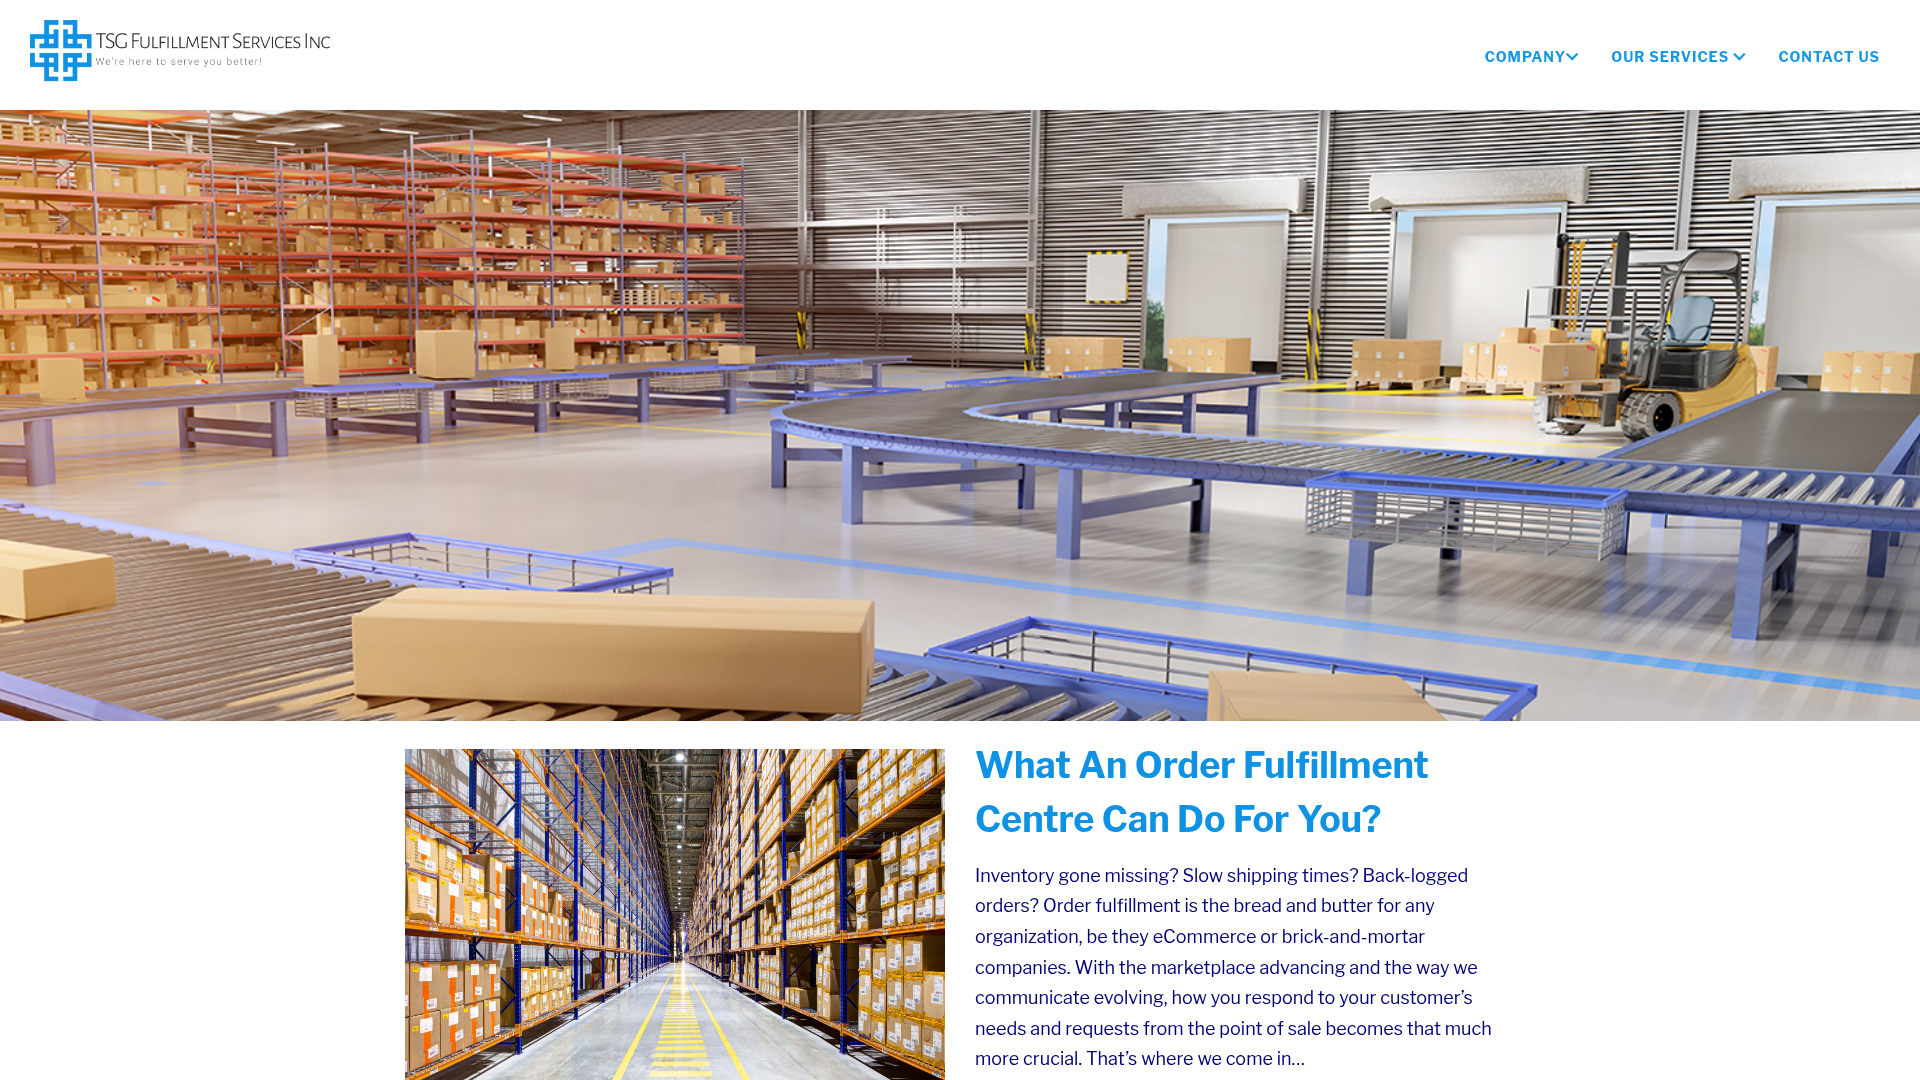 TSG FULFILLMENT SERVICES INC
We're here to serve you better!
COMPANY
OUR SERVICES
CONTACT US
What An Order Fulfillment
Centre Can Do For You?
Inventory gone missing? Slow shipping times? Back-logged
orders? Order fulfillment is the bread and butter for any
organization, be they eCommerce or brick-and-mortar
companies. With the marketplace advancing and the way we
communicate evolving, how you respond to your customer’s
needs and requests from the point of sale becomes that much
more crucial. That’s where we come in…